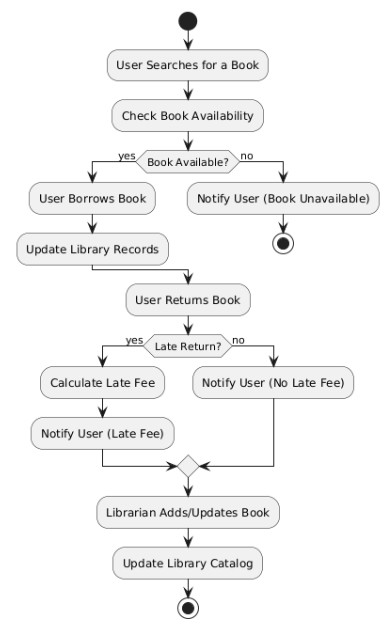 User Searches for a Book
Check Book Availability
yes
Book Available?
no
User Borrows Book
Notify User (Book Unavailable)
Update Library Records
User Returns Book
yes
Late Return?
no
Calculate Late Fee
Notify User (No Late Fee)
Notify User (Late Fee)
Librarian Adds/Updates Book
Update Library Catalog